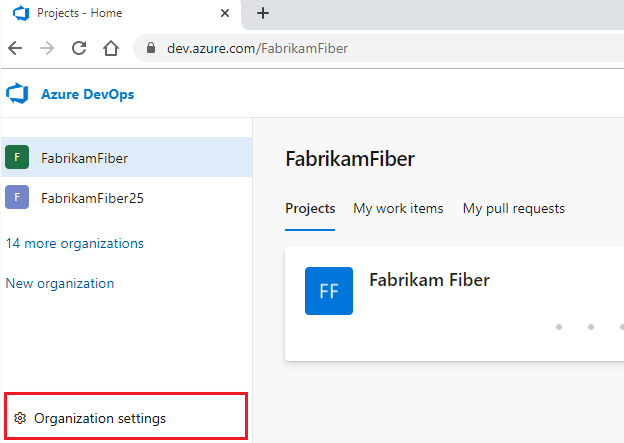 Projects - Home
dev.azure.com/FabrikamFiber
Azure DevOps
F FabrikamFiber
F FabrikamFiber25
14 more organizations
New organization
Organization settings
FabrikamFiber
Projects My work items My pull requests
FF Fabrikam Fiber